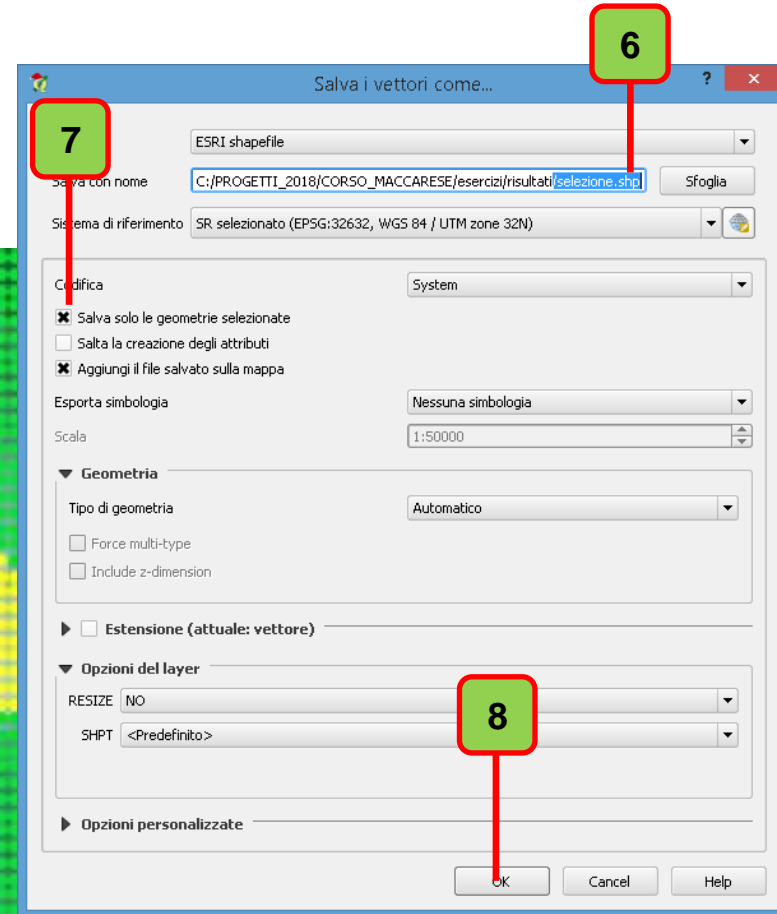 6
Salva i vettori come...
?
7
ESRI shapefile
Salva con nome C:/PROGETTI_2018/CORSO_MACCARESE/esercizi/risultati/selezione.shp Sfoglia
Sistema di riferimento SR selezionato (EPSG:32632, WGS 84 / UTM zone 32N)
Codifica System
Salva solo le geometrie selezionate
Salta la creazione degli attributi
Aggiungi il file salvato sulla mappa
Esporta simbologia Nessuna simbologia
Scala 1:50000
Geometria
Tipo di geometria Automatico
Force multi-type
Include z-dimension
Estensione (attuale: vettore)
Opzioni del layer
RESIZE NO
8
SHPT <Predefinito>
Opzioni personalizzate
OK Cancel Help